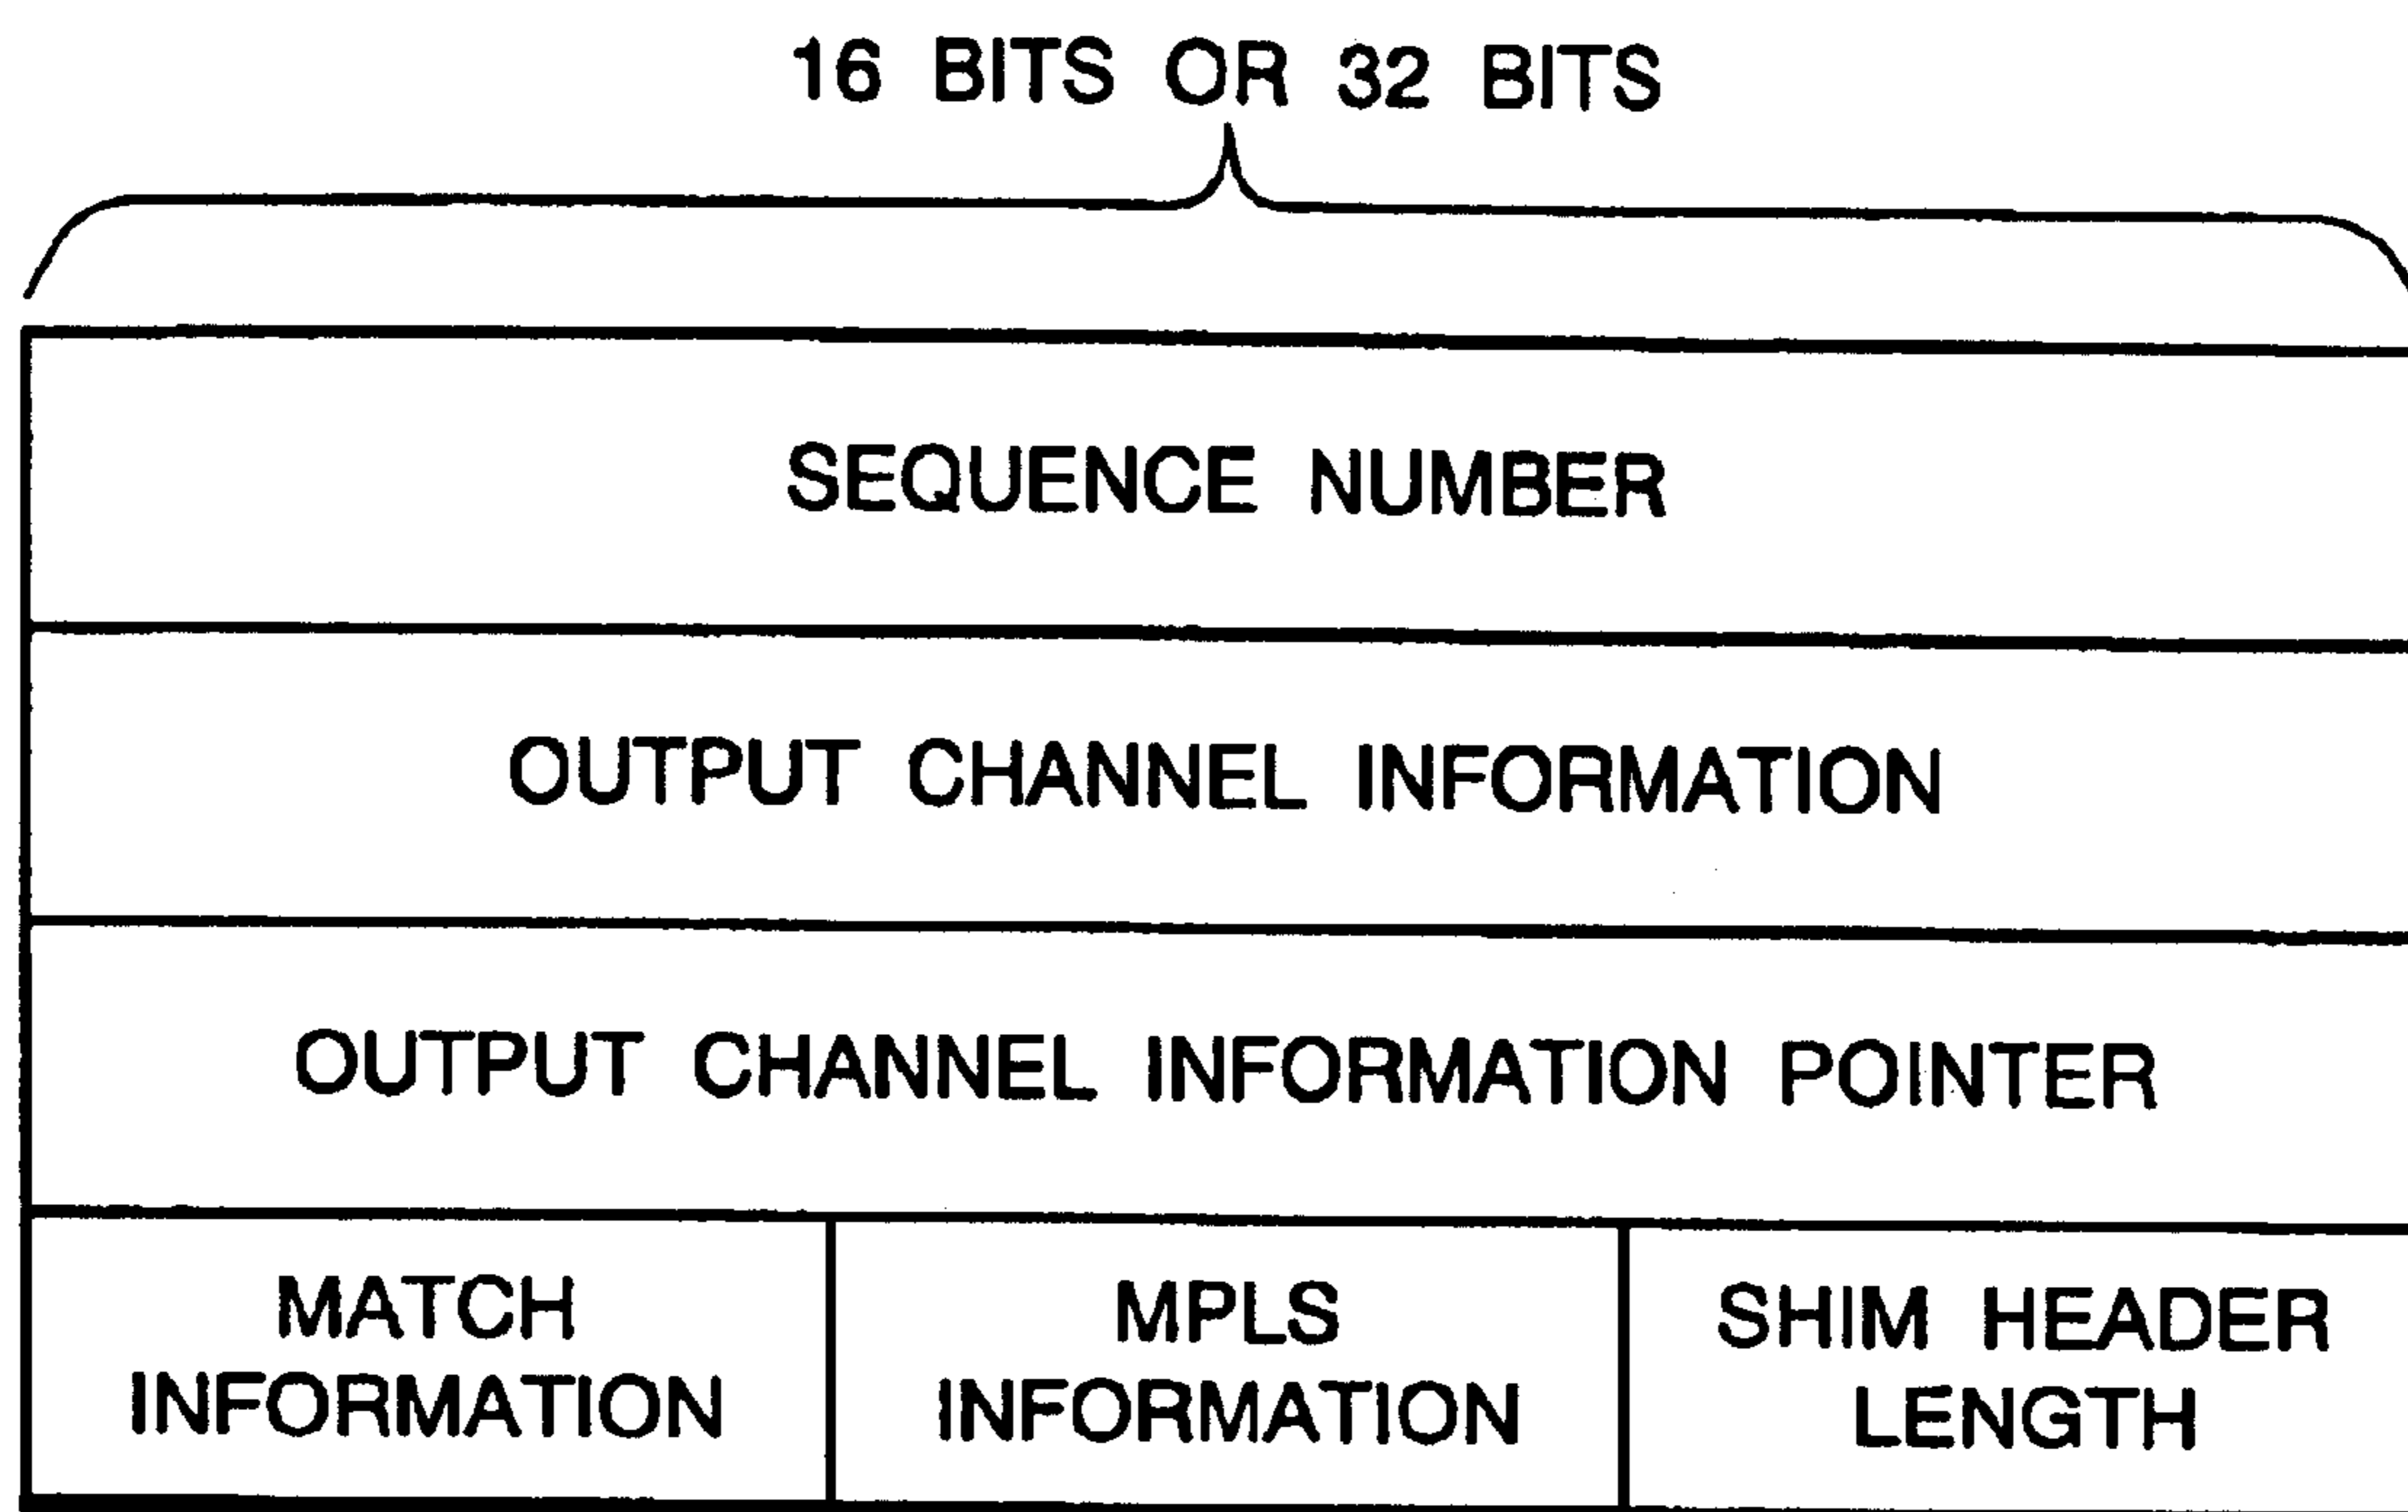 16 BITS OR 32 BITS
SEQUENCE NUMBER
OUTPUT CHANNEL INFORMATION
OUTPUT CHANNEL INFORMATION POINTER
MATCH
INFORMATION
MPLS
INFORMATION
SHIM HEADER
LENGTH